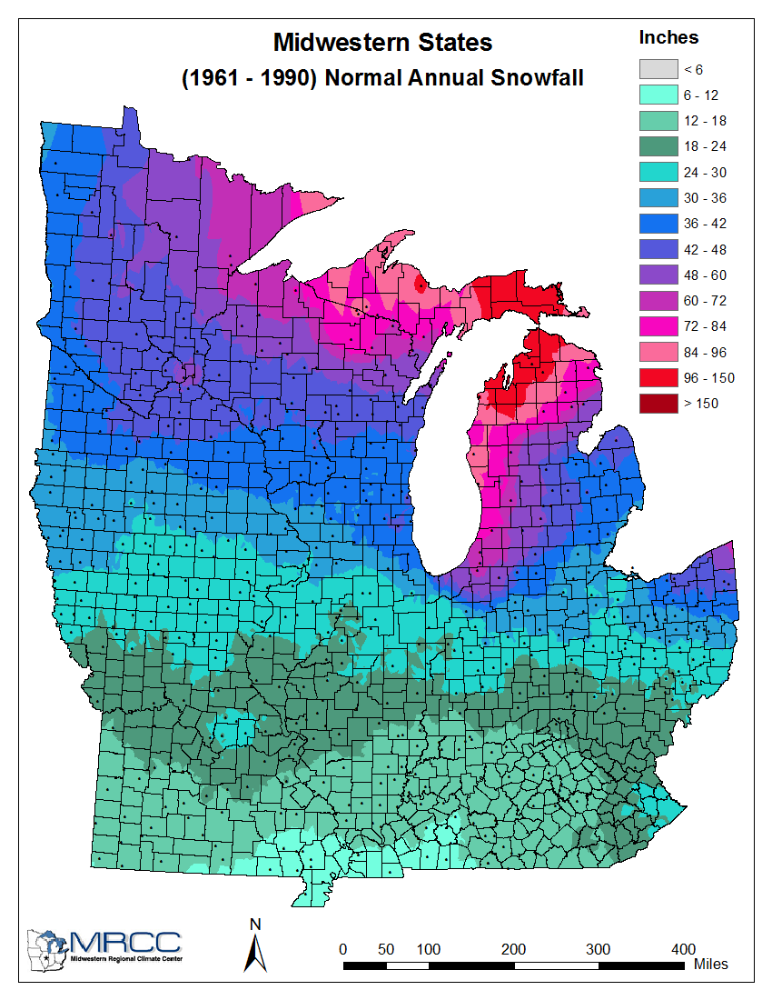 Midwestern States
(1961 - 1990) Normal Annual Snowfall
Inches
< 6
6 - 12
12 - 18
18 - 24
24 - 30
30 - 36
36 - 42
42 - 48
48 - 60
60 - 72
72 - 84
84 - 96
96 - 150
> 150
MRCC
Midwestern Regional Climate Center
N
0 50 100 200 300 400
Miles